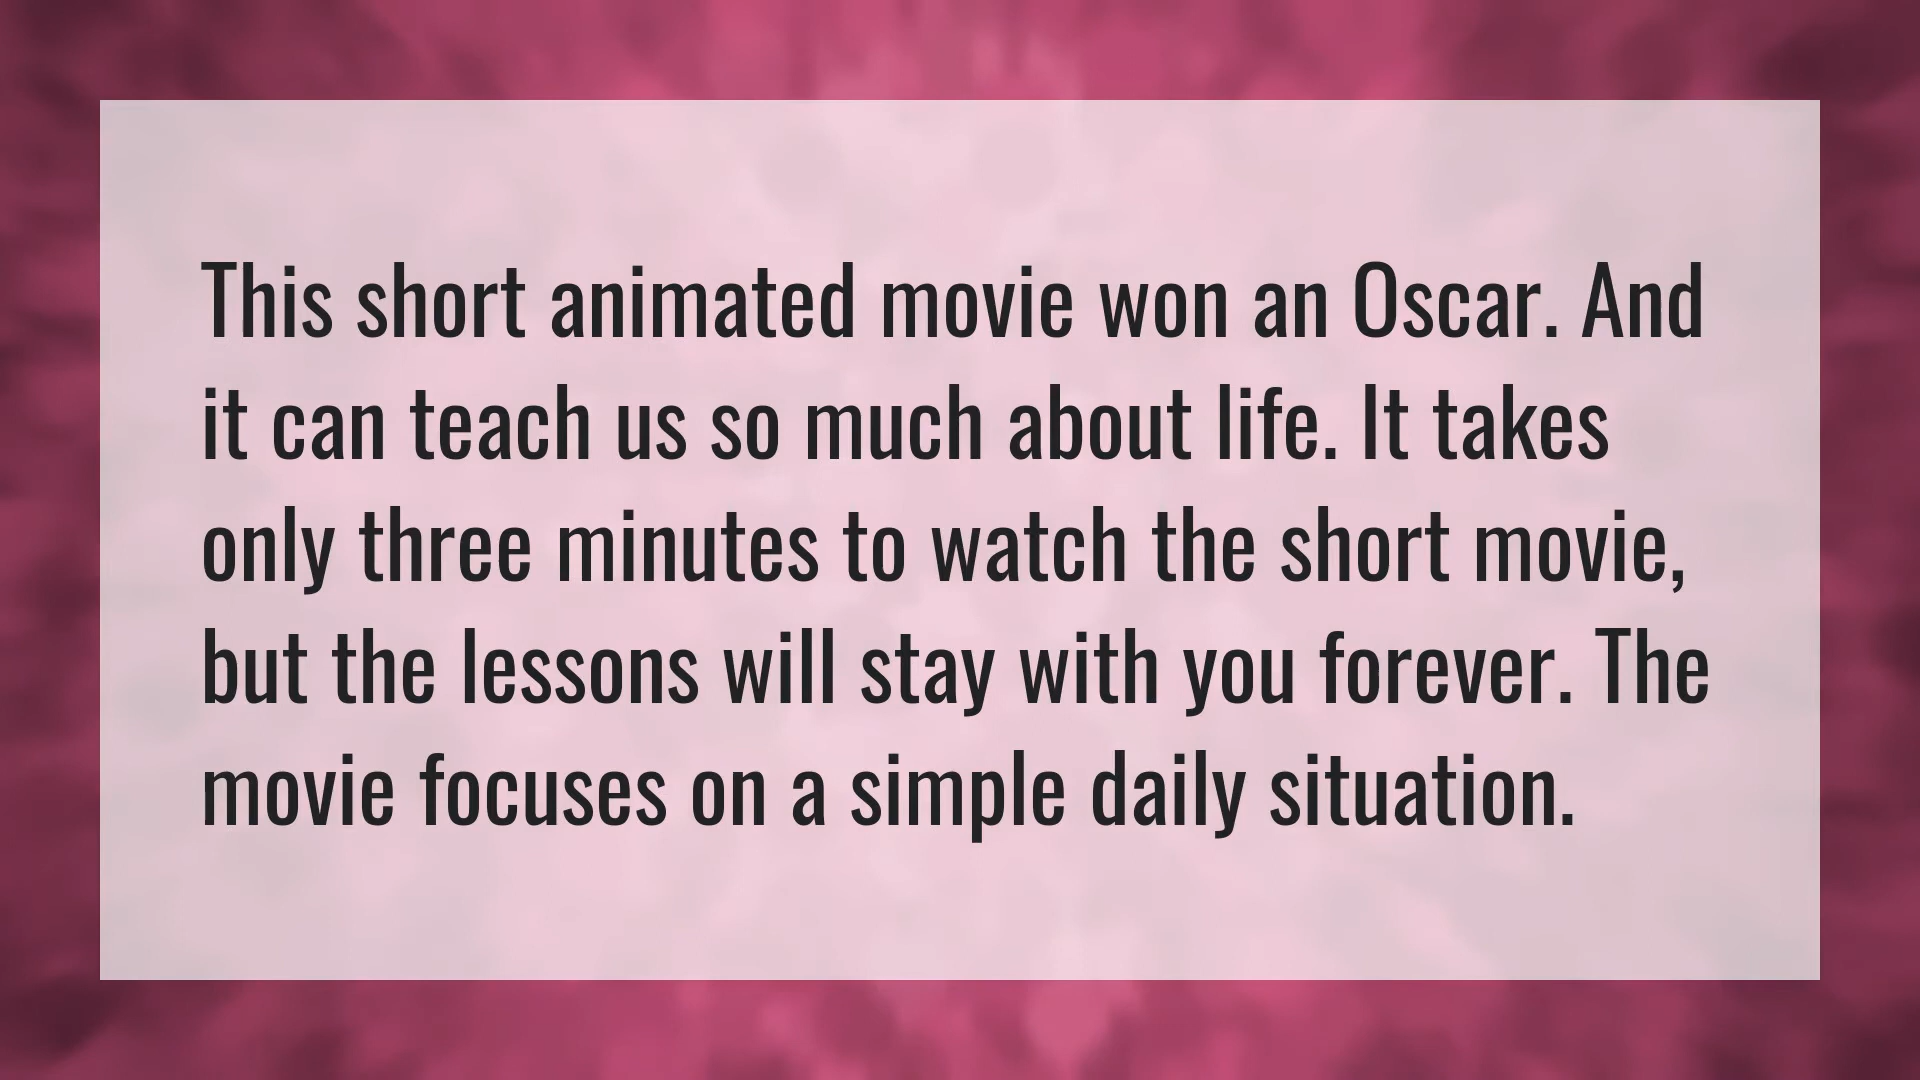 This short animated movie won an Oscar. And
it can teach us so much about life. It takes
only three minutes to watch the short movie,
but the lessons will stay with you forever. The
movie focuses on a simple daily situation.